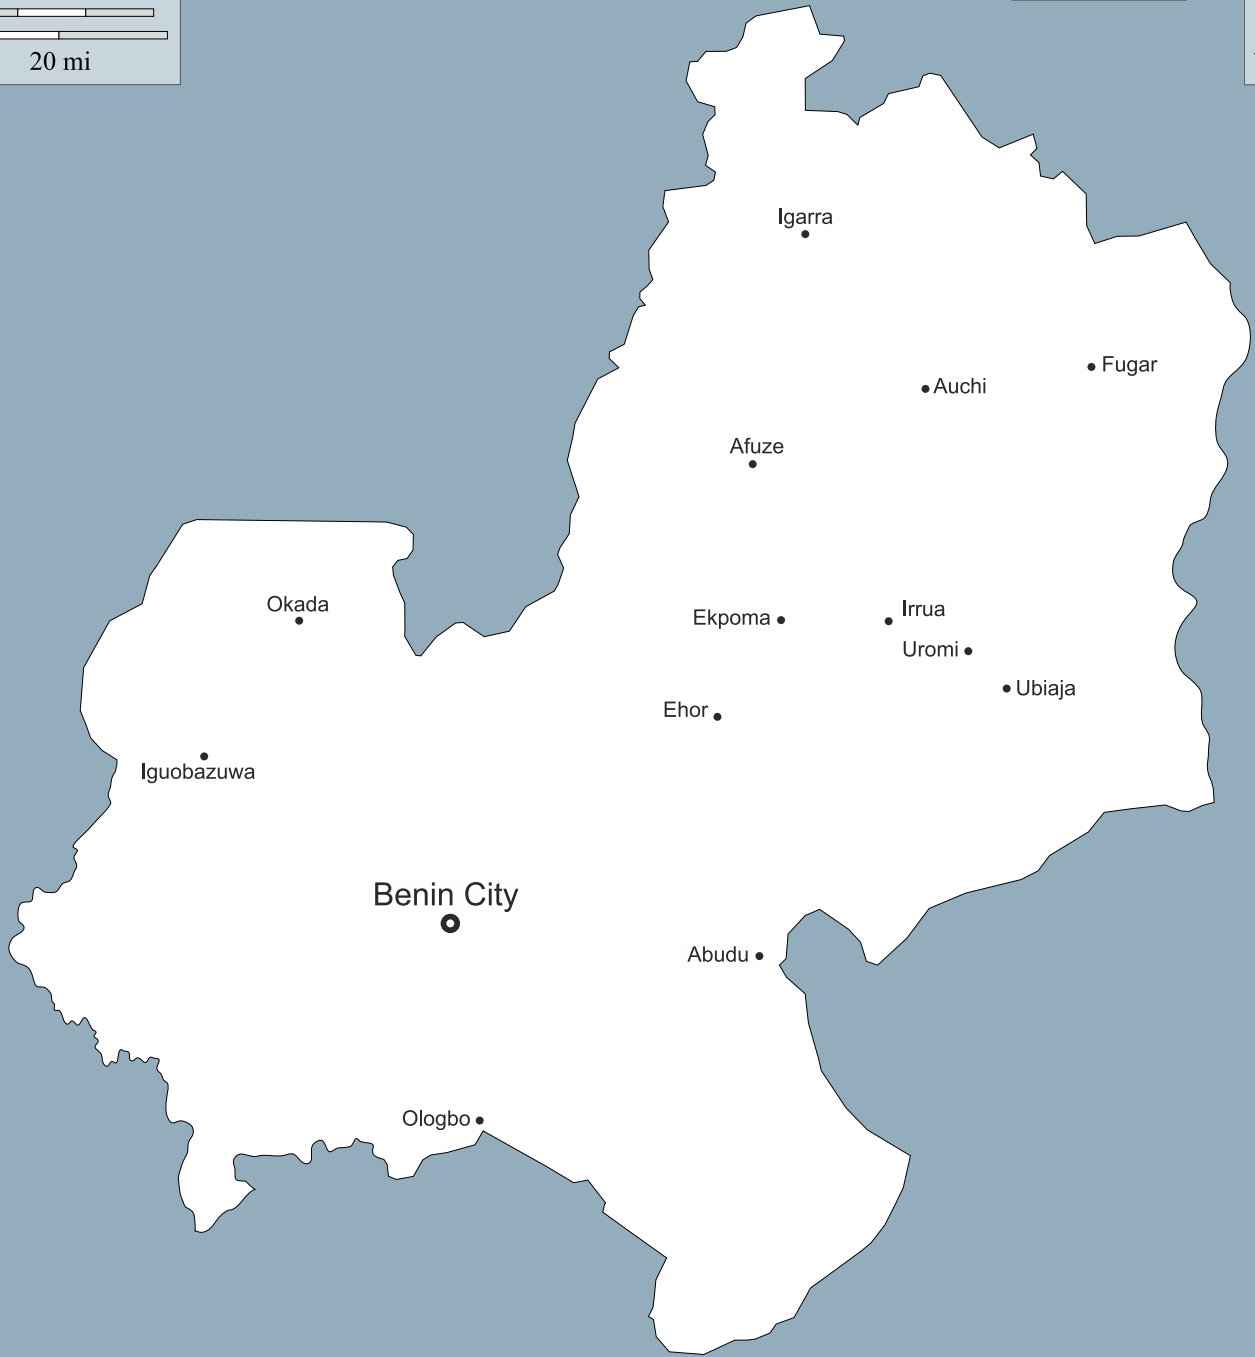 20 mi
Igarra
Fugar
Auchi
Afuze
Okada
Irrua
Ekpoma
Uromi
Ubiaja
Ehor
Iguobazuwa
Benin City
Abudu
Ologbo